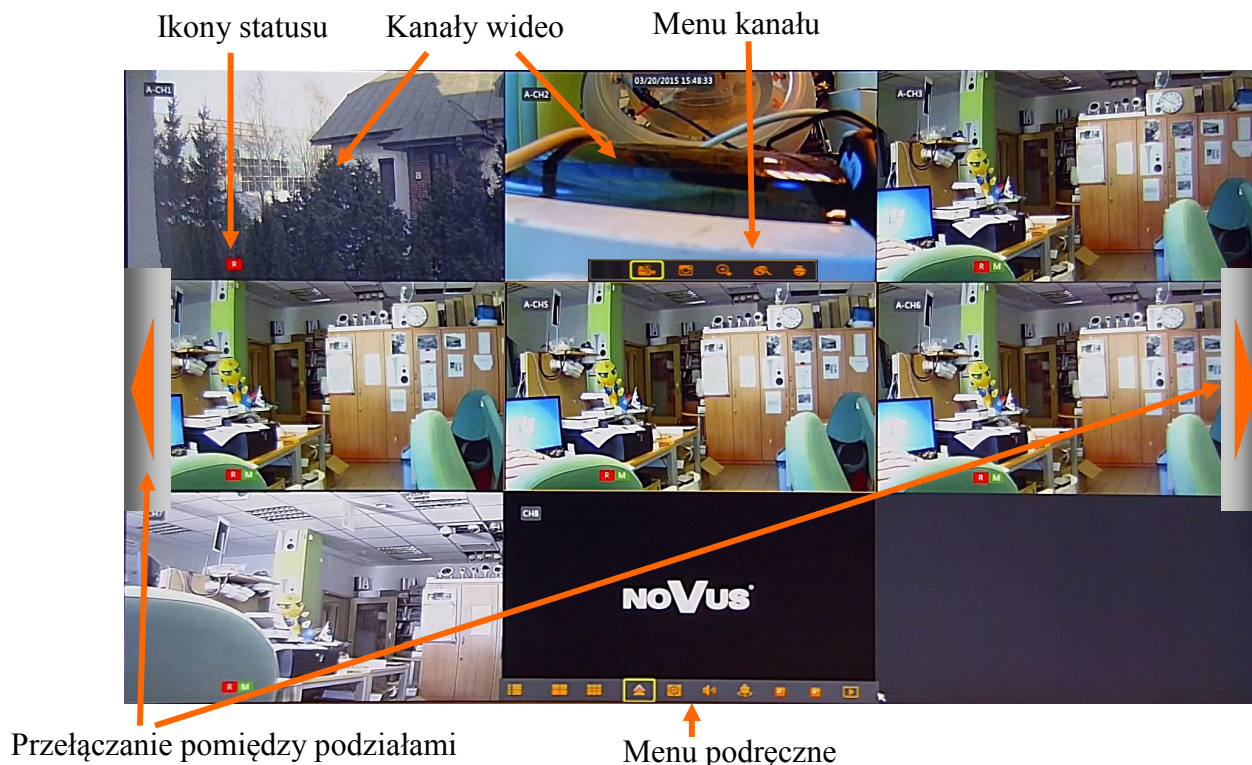 Ikony statusu Kanały wideo Menu kanału
A-CH1
A-CH2
03/20/2015 15:48:33
A-CH3
R
R M
A-CH5
A-CH6
R M
R M
R M
CH8
NOVUS
R M
Przełączanie pomiędzy podziałami
Menu podręczne